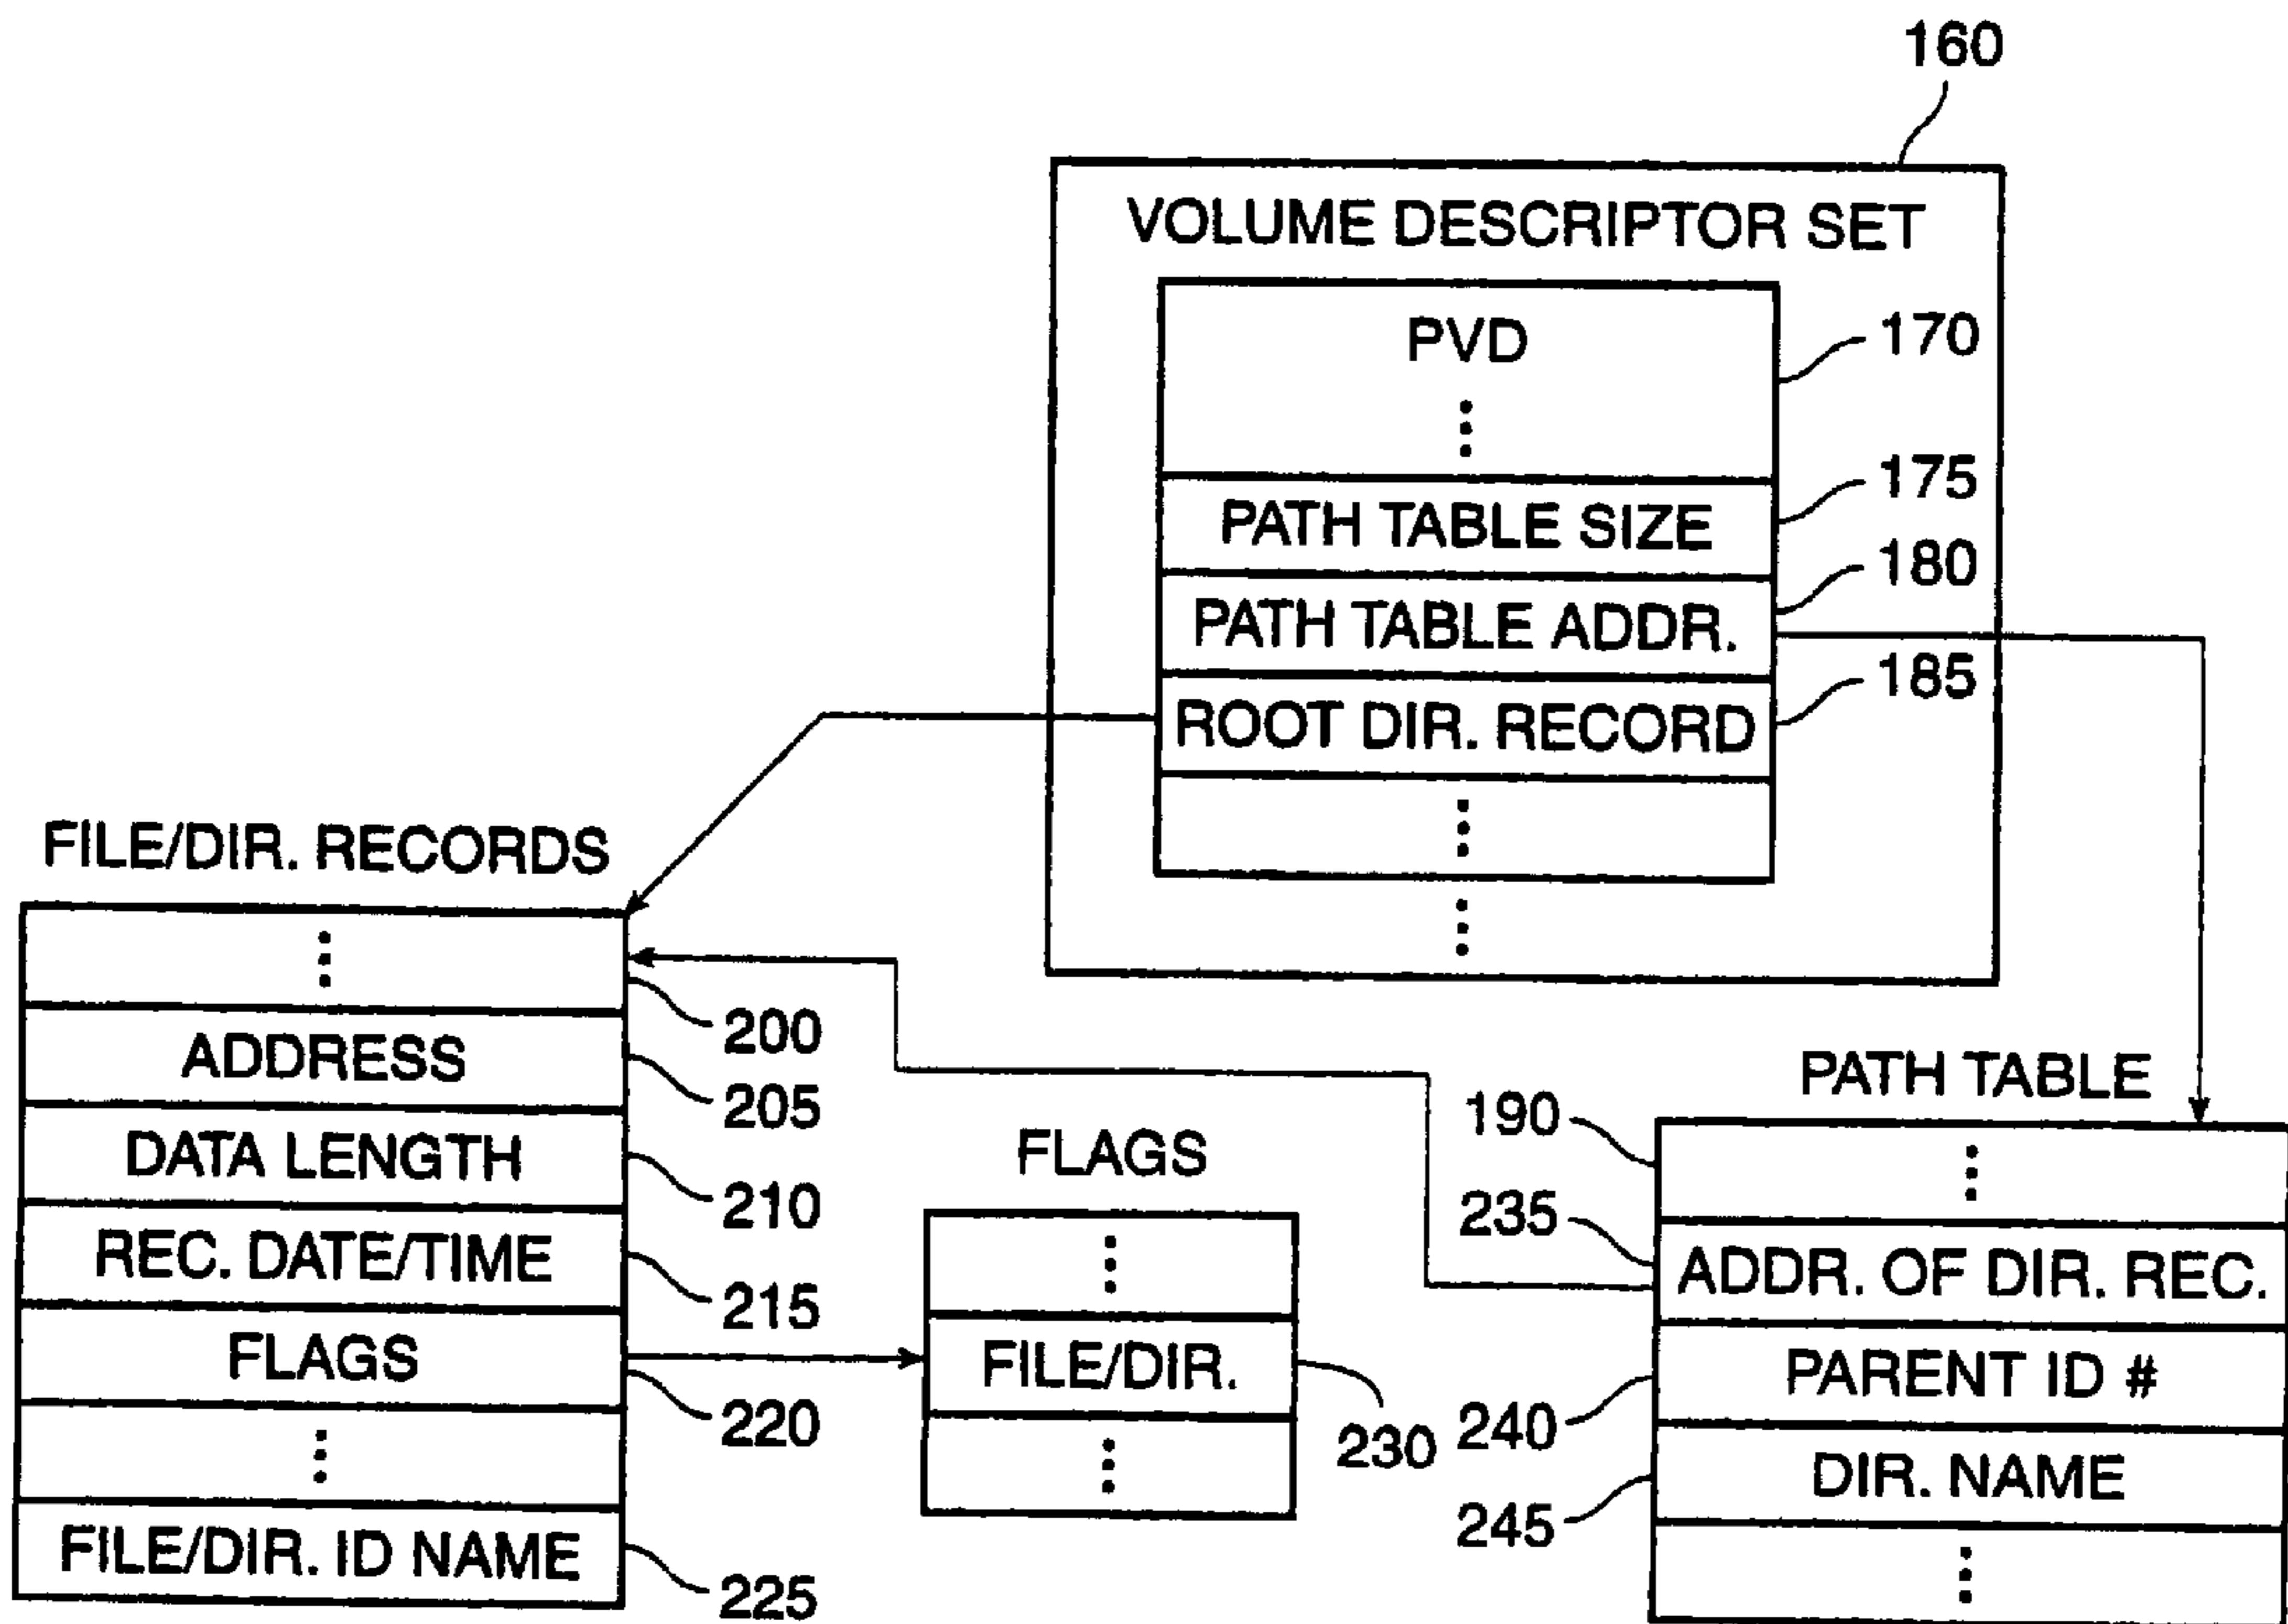 160
VOLUME DESCRIPTOR SET
PVD
170
175
PATH TABLE SIZE
180
PATH TABLE ADDR.
185
ROOT DIR. RECORD
FILE/DIR. RECORDS
200
ADDRESS
205
DATA LENGTH
210
REC. DATE/TIME
215
FLAGS
220
FILE/DIR. ID NAME
225
FLAGS
FILE/DIR.
230
PATH TABLE
190
235
ADDR. OF DIR. REC.
PARENT ID #
240
DIR. NAME
245